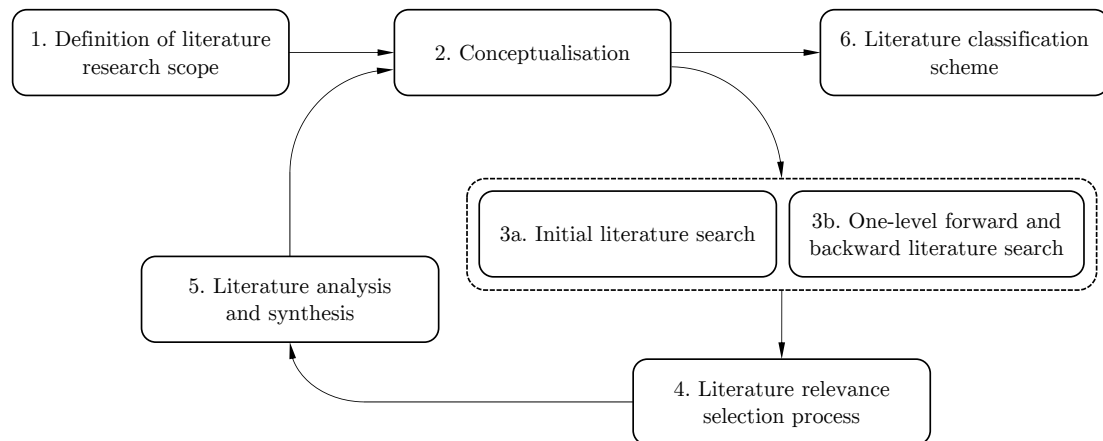 1. Definition of literature
research scope
2. Conceptualisation
6. Literature classification
scheme
3a. Initial literature search
3b. One-level forward and
backward literature search
5. Literature analysis
and synthesis
4. Literature relevance
selection process